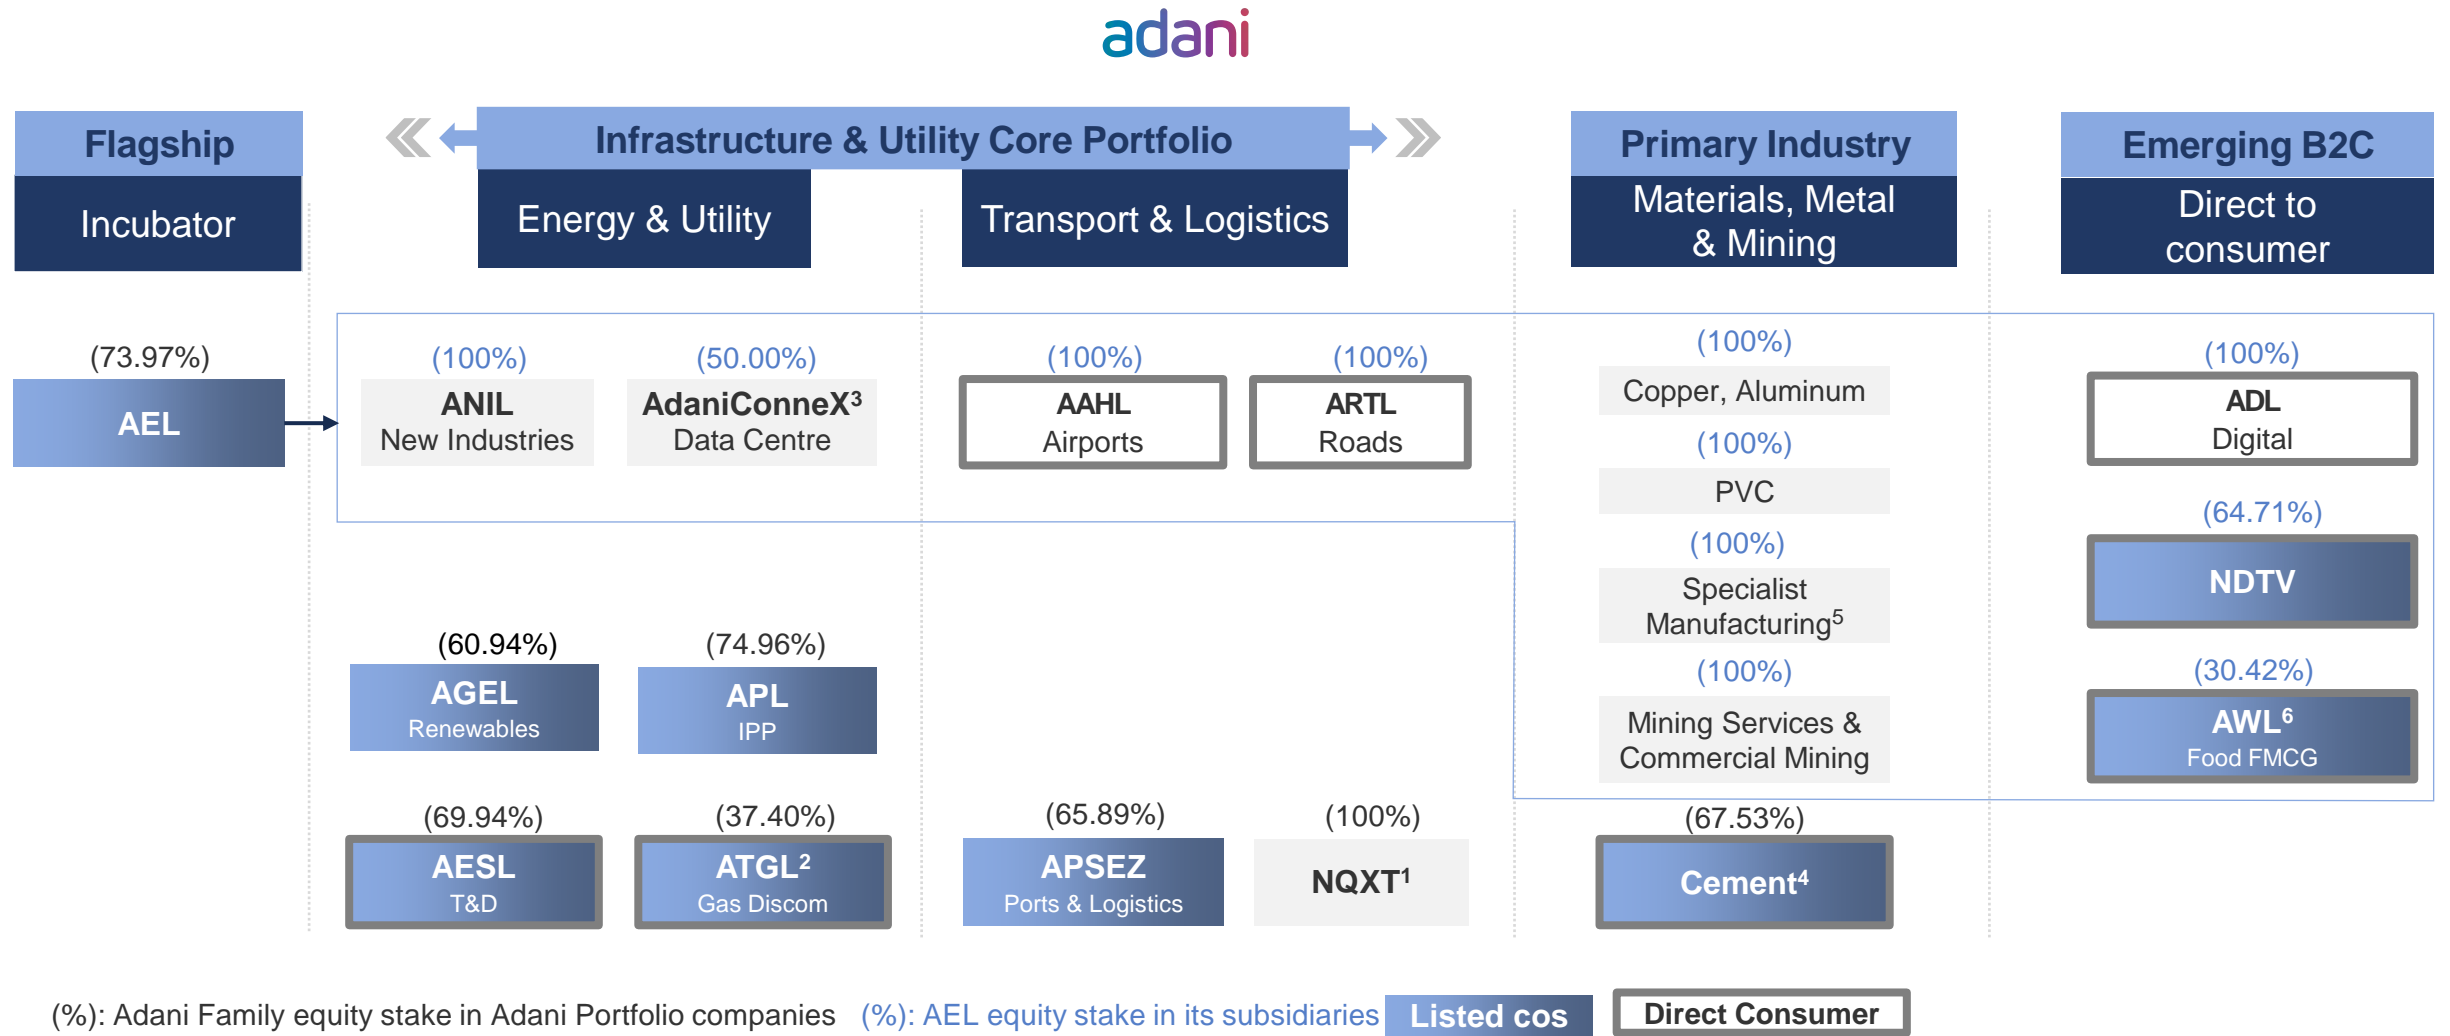 adani
Flagship
Incubator
Infrastructure & Utility Core Portfolio
Energy & Utility
Transport & Logistics
Primary Industry
Materials, Metal
& Mining
Emerging B2C
Direct to
consumer
(73.97%)
AEL
(100%)
ANIL
New Industries
(50.00%)
AdaniConneX³
Data Centre
(100%)
AAHL
Airports
(100%)
ARTL
Roads
(100%)
Copper, Aluminum
(100%)
PVC
(100%)
Specialist
Manufacturing⁵
(100%)
Mining Services &
Commercial Mining
(100%)
ADL
Digital
(64.71%)
NDTV
(30.42%)
AWL⁶
Food FMCG
(60.94%)
AGEL
Renewables
(74.96%)
APL
IPP
(69.94%)
AESL
T&D
(37.40%)
ATGL²
Gas Discom
(65.89%)
APSEZ
Ports & Logistics
(100%)
NQXT¹
(67.53%)
Cement⁴
(%): Adani Family equity stake in Adani Portfolio companies
(%): AEL equity stake in its subsidiaries
Listed cos
Direct Consumer